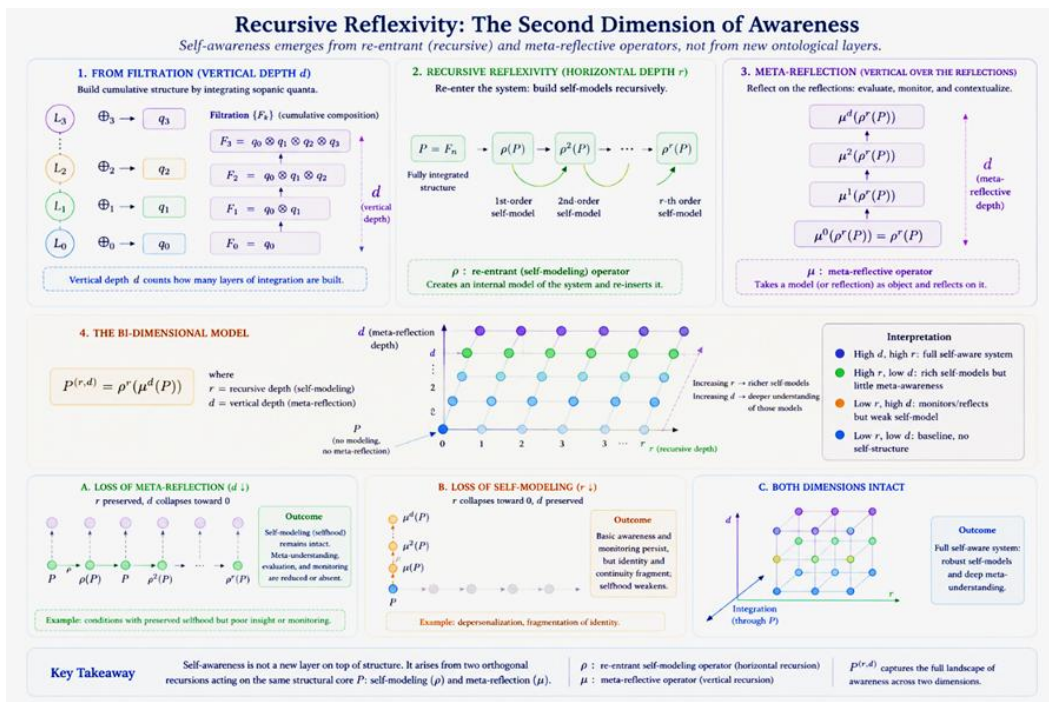 Recursive Reflexivity: The Second Dimension of Awareness
Self-awareness emerges from re-entrant (recursive) and meta-reflective operators, not from new ontological layers.
1. FROM FILTRATION (VERTICAL DEPTH d)
Build cumulative structure by integrating sopanic quanta.
Filtration {Fₖ} (cumulative composition)
L₃ ⊕₃ → q₃ F₃ = q₀ ⊗ q₁ ⊗ q₂ ⊗ q₃
L₂ ⊕₂ → q₂ F₂ = q₀ ⊗ q₁ ⊗ q₂
L₁ ⊕₁ → q₁ F₁ = q₀ ⊗ q₁
L₀ ⊕₀ → q₀ F₀ = q₀
d
(vertical
depth)
Vertical depth d counts how many layers of integration are built.
2. RECURSIVE REFLEXIVITY (HORIZONTAL DEPTH r)
Re-enter the system: build self-models recursively.
P = Fₙ → ρ(P) → ρ²(P) → ⋯ → ρʳ(P)
Fully integrated
structure
1st-order
self-model
2nd-order
self-model
r-th order
self-model
ρ : re-entrant (self-modeling) operator
Creates an internal model of the system and re-inserts it.
3. META-REFLECTION (VERTICAL OVER THE REFLECTIONS)
Reflect on the reflections: evaluate, monitor, and contextualize.
μᵈ(ρʳ(P))
μ²(ρʳ(P))
μ¹(ρʳ(P))
μ⁰(ρʳ(P)) = ρʳ(P)
d
(meta-
reflective
depth)
μ : meta-reflective operator
Takes a model (or reflection) as object and reflects on it.
4. THE BI-DIMENSIONAL MODEL
P⁽ʳ,ᵈ⁾ = ρʳ(μᵈ(P))
where
r = recursive depth (self-modeling)
d = vertical depth (meta-reflection)
d (meta-reflection
depth)
d
⋮
2
P
(no modeling,
no meta-reflection)
0 1 2 3 3 ⋯ r
r (recursive depth)
Increasing r → richer self-models
Increasing d → deeper understanding
of those models
Interpretation
High d, high r: full self-aware system
High r, low d: rich self-models but
little meta-awareness
Low r, high d: monitors/reflects
but weak self-model
Low r, low d: baseline, no
self-structure
A. LOSS OF META-REFLECTION (d ↓)
r preserved, d collapses toward 0
P ρ ρ(P) P ρ²(P) ⋯ ρʳ(P)
Outcome
Self-modeling (selfhood)
remains intact.
Meta-understanding,
evaluation, and monitoring
are reduced or absent.
Example: conditions with preserved selfhood but poor insight or monitoring.
B. LOSS OF SELF-MODELING (r ↓)
r collapses toward 0, d preserved
μᵈ(P)
μ²(P)
μ(P)
P
Outcome
Basic awareness and
monitoring persist,
but identity and
continuity fragment;
selfhood weakens.
Example: depersonalization, fragmentation of identity.
C. BOTH DIMENSIONS INTACT
d
r
Integration
(through P)
Outcome
Full self-aware system:
robust self-models
and deep meta-
understanding.
Key Takeaway
Self-awareness is not a new layer on top of structure. It arises from two orthogonal
recursions acting on the same structural core P: self-modeling (ρ) and meta-reflection (μ).
ρ : re-entrant self-modeling operator (horizontal recursion)
μ : meta-reflective operator (vertical recursion)
P⁽ʳ,ᵈ⁾ captures the full landscape of
awareness across two dimensions.